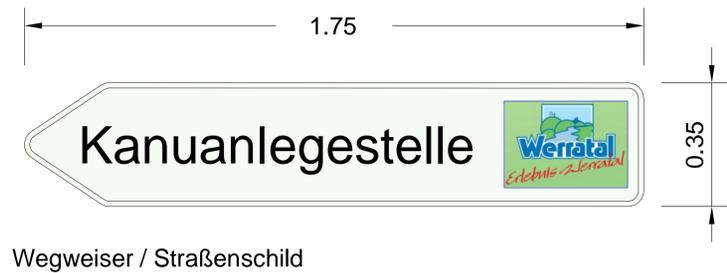 1.75
Kanuanlegestelle
Werratal
Erlebnis Werratal
0.35
Wegweiser / Straßenschild